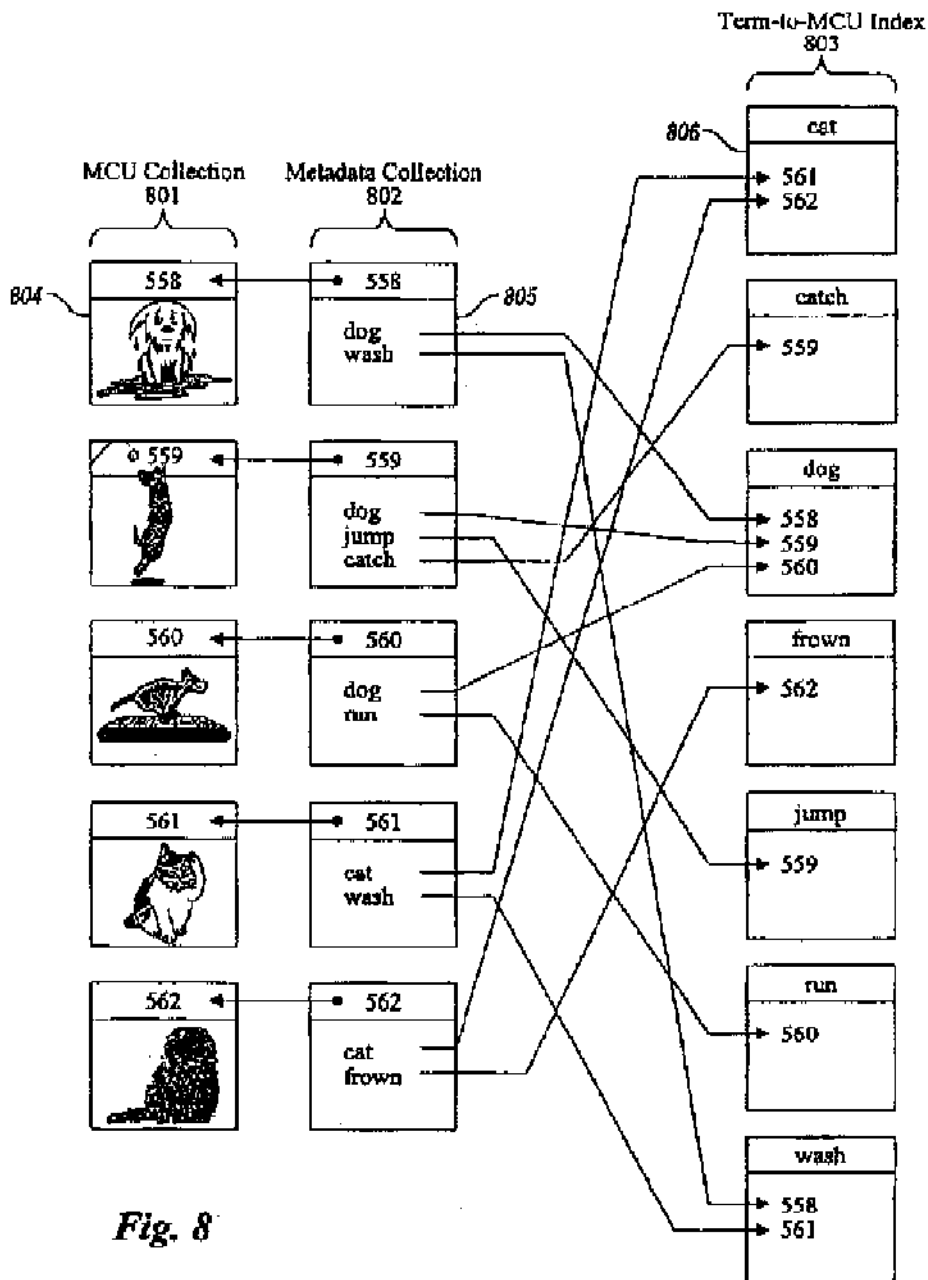 Term-to-MCU Index
803
806
cat
561
562
MCU Collection
801
Metadata Collection
802
804
558
558
805
dog
wash
catch
559
559
559
dog
jump
catch
dog
558
559
560
560
560
dog
run
frown
562
561
561
cat
wash
jump
559
562
562
cat
frown
run
560
wash
558
561
Fig. 8